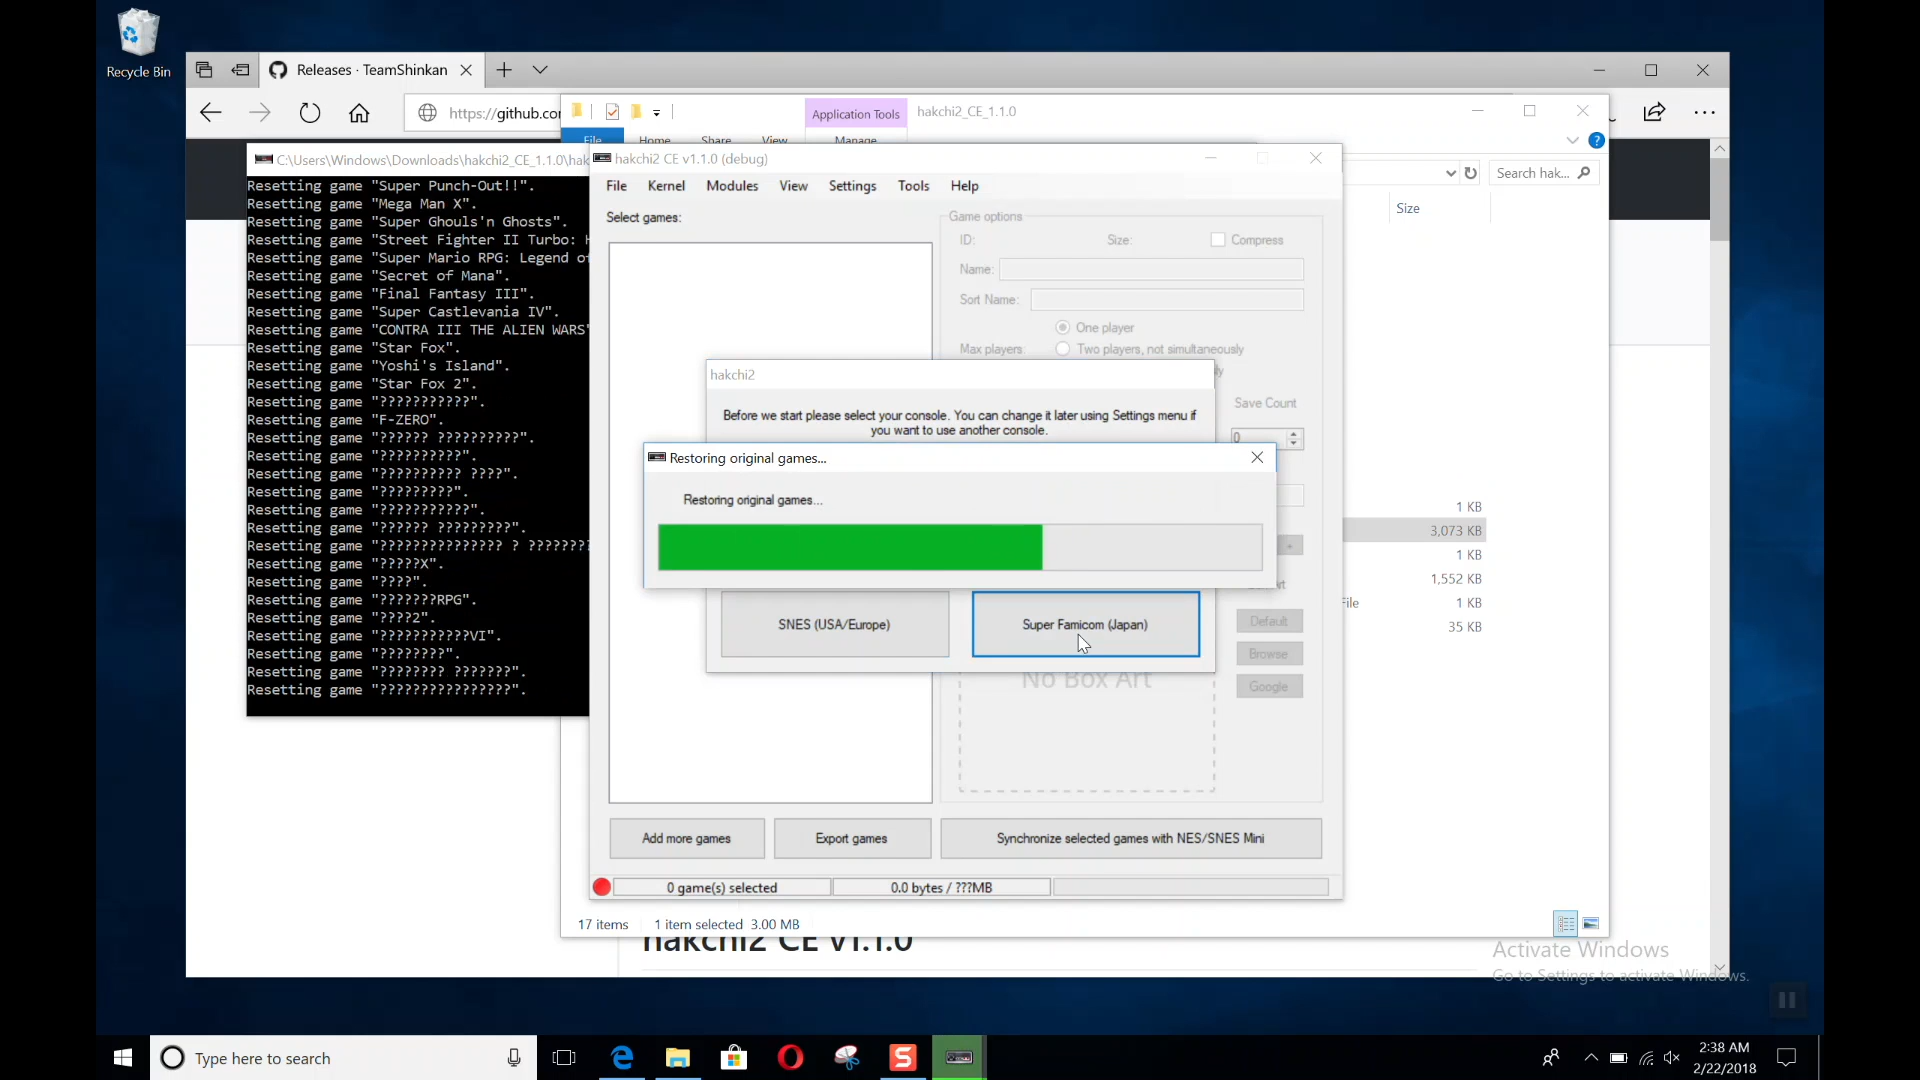 Recycle Bin
Releases · TeamShinkan
https://github.con
Application Tools
hakchi2_CE_1.1.0
File
Home
Share
View
Manage
Search hak...
Size
C:\Users\Windows\Downloads\hakchi2_CE_1.1.0\hak
hakchi2 CE v1.1.0 (debug)
File Kernel Modules View Settings Tools Help
Resetting game "Super Punch-Out!!".
Resetting game "Mega Man X".
Resetting game "Super Ghouls'n Ghosts".
Resetting game "Street Fighter II Turbo: H
Resetting game "Super Mario RPG: Legend of
Resetting game "Secret of Mana".
Resetting game "Final Fantasy III".
Resetting game "Super Castlevania IV".
Resetting game "CONTRA III THE ALIEN WARS"
Resetting game "Star Fox".
Resetting game "Yoshi's Island".
Resetting game "Star Fox 2".
Resetting game "???????????".
Resetting game "F-ZERO".
Resetting game "?????? ??????????".
Resetting game "??????????".
Resetting game "?????????? ????".
Resetting game "?????????".
Resetting game "???????????".
Resetting game "?????? ?????????".
Resetting game "??????????????? ? ????????
Resetting game "?????X".
Resetting game "????".
Resetting game "???????RPG".
Resetting game "????2".
Resetting game "???????????VI".
Resetting game "????????".
Resetting game "???????? ???????".
Resetting game "????????????????".
Select games:
Game options
ID:
Size:
Compress
Name:
Sort Name:
One player
Max players:
Two players, not simultaneously
Save Count
0
hakchi2
Before we start please select your console. You can change it later using Settings menu if
you want to use another console.
Restoring original games...
Restoring original games...
SNES (USA/Europe)
Super Famicom (Japan)
No Box Art
Default
Browse
Google
1 KB
3,073 KB
1 KB
1,552 KB
File
1 KB
35 KB
Add more games
Export games
Synchronize selected games with NES/SNES Mini
0 game(s) selected
0.0 bytes / ???MB
17 items
1 item selected 3.00 MB
hakchi2 CE v1.1.0
Activate Windows
Go to Settings to activate Windows.
Type here to search
2:38 AM
2/22/2018